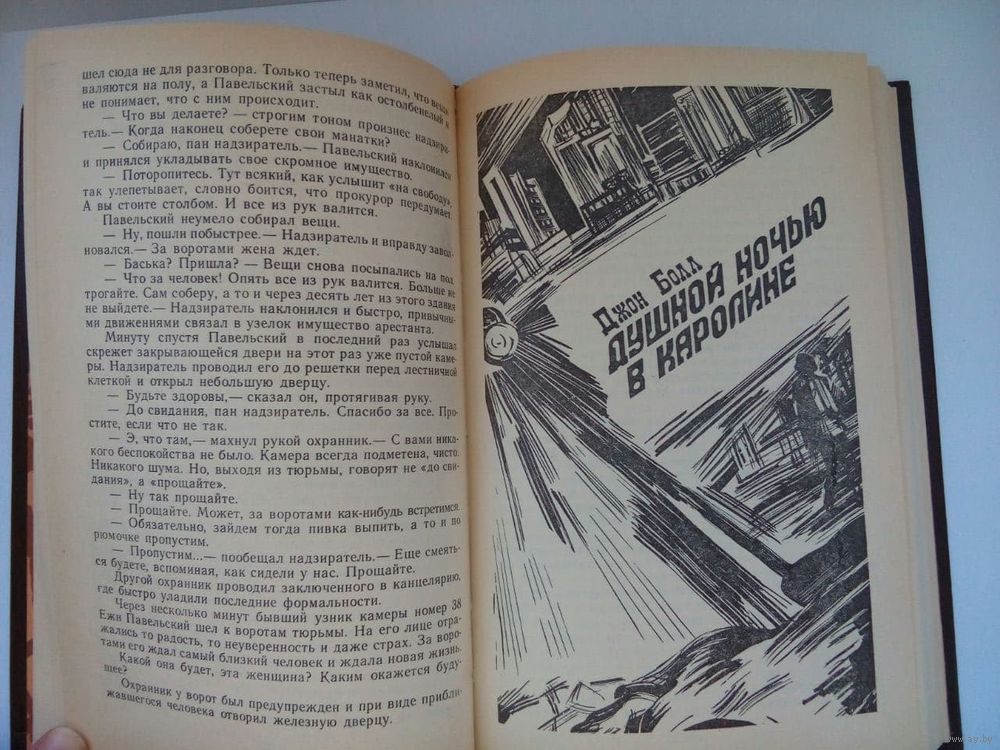 шел сюда не для разговора. Только теперь заметил, что вещи
валяются на полу, а Павельский застыл как остолбенелый и
не понимает, что с ним происходит.
— Что вы делаете? — строгим тоном произнес надзира-
тель.— Когда наконец соберете свои манатки?
— Собираю, пан надзиратель.— Павельский наклонился
и принялся укладывать свое скромное имущество.
— Поторопитесь. Тут всякий, как услышит «на свободу»,
так улепетывает, словно боится, что прокурор передумает.
А вы стоите столбом. И все из рук валится.
Павельский неумело собирал вещи.
— Ну, пошли побыстрее.— Надзиратель и вправду завол-
новался.— За воротами жена ждет.
— Баська? Пришла? — Вещи снова посыпались на пол.
— Что за человек! Опять все из рук валится. Больше не
трогайте. Сам соберу, а то и через десять лет из этого здания
не выйдете.— Надзиратель наклонился и быстро, привычны-
ми движениями связал в узелок имущество арестанта.
Минуту спустя Павельский в последний раз услышал
скрежет закрывающейся двери на этот раз уже пустой каме-
ры. Надзиратель проводил его до решетки перед лестничной
клеткой и открыл небольшую дверцу.
— Будьте здоровы,— сказал он, протягивая руку.
— До свидания, пан надзиратель. Спасибо за все. Про-
стите, если что не так.
— Э, что там,— махнул рукой охранник.— С вами ника-
кого беспокойства не было. Камера всегда подметена, чисто.
Никакого шума. Но, выходя из тюрьмы, говорят не «до сви-
дания», а «прощайте».
— Ну так прощайте.
— Прощайте. Может, за воротами как-нибудь встретимся.
— Обязательно, зайдем тогда пивка выпить, а то и по
рюмочке пропустим.
— Пропустим...— пообещал надзиратель.— Еще смеять-
ся будете, вспоминая, как сидели у нас. Прощайте.
Другой охранник проводил заключенного в канцелярию,
где быстро уладили последние формальности.
Через несколько минут бывший узник камеры номер 38
Ежи Павельский шел к воротам тюрьмы. На его лице отра-
жались то радость, то неуверенность и даже страх. За воро-
тами его ждал самый близкий человек и ждала новая жизнь.
Какой она будет, эта женщина? Каким окажется буду-
щее?
Охранник у ворот был предупрежден и при виде прибли-
жавшегося человека отворил железную дверцу.
Джон Болл
ДУШНОЙ НОЧЬЮ
В КАРОЛИНЕ
www.ay.by